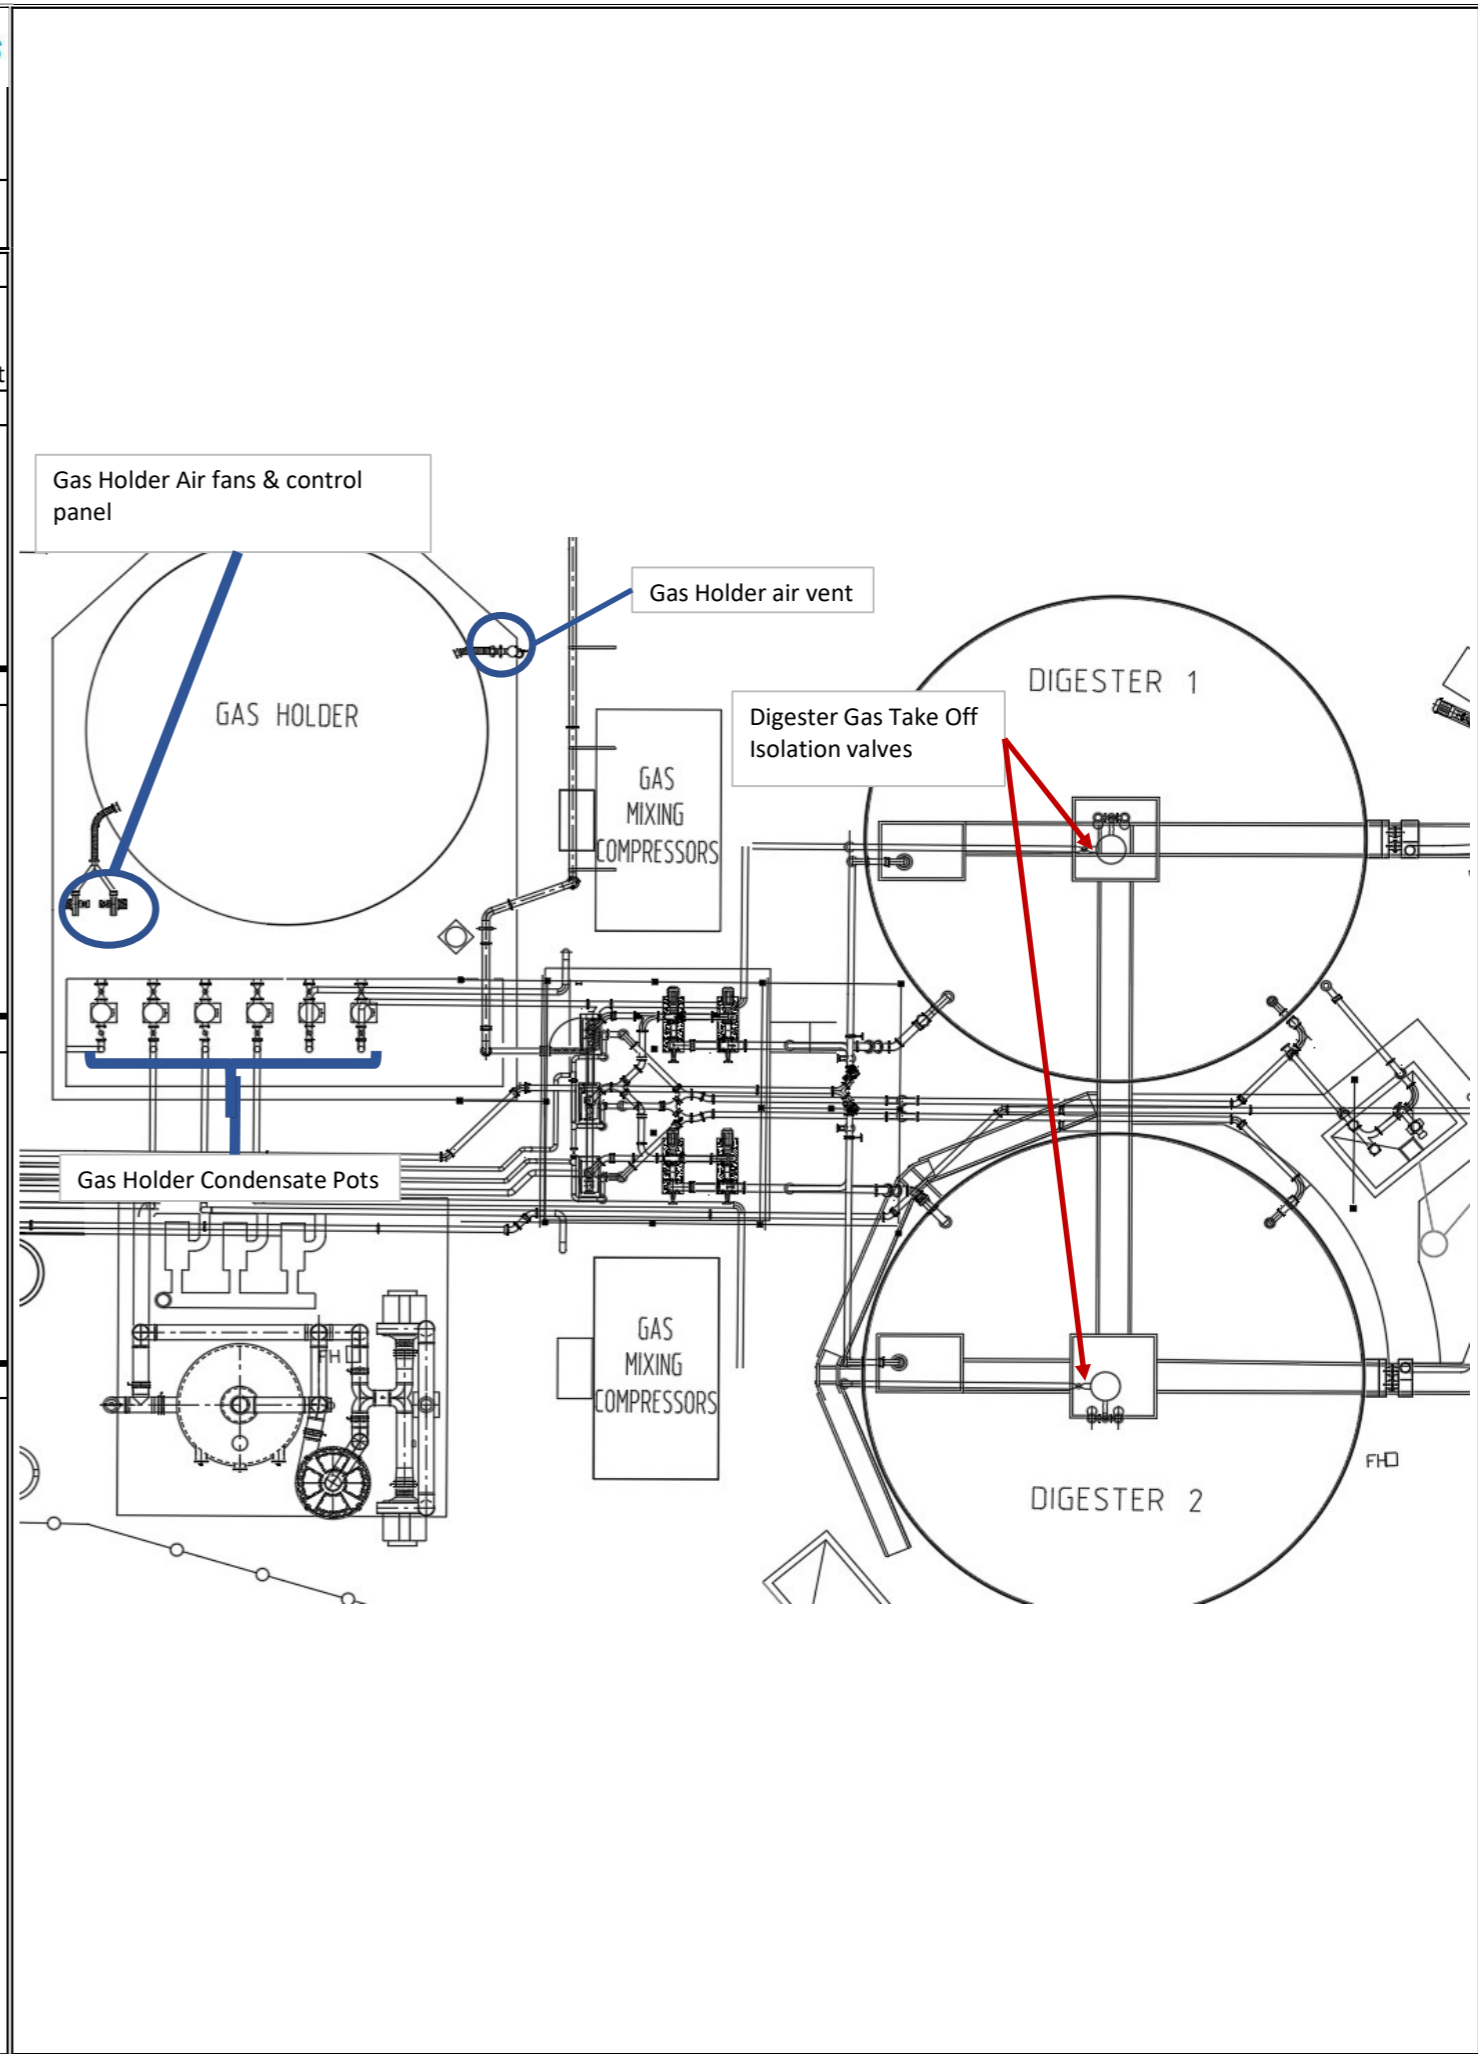 Gas Holder Air fans & control
panel
Gas Holder air vent
GAS HOLDER
DIGESTER 1
Digester Gas Take Off
Isolation valves
GAS
MIXING
COMPRESSORS
Gas Holder Condensate Pots
GAS
MIXING
COMPRESSORS
FH
FH
DIGESTER 2
t